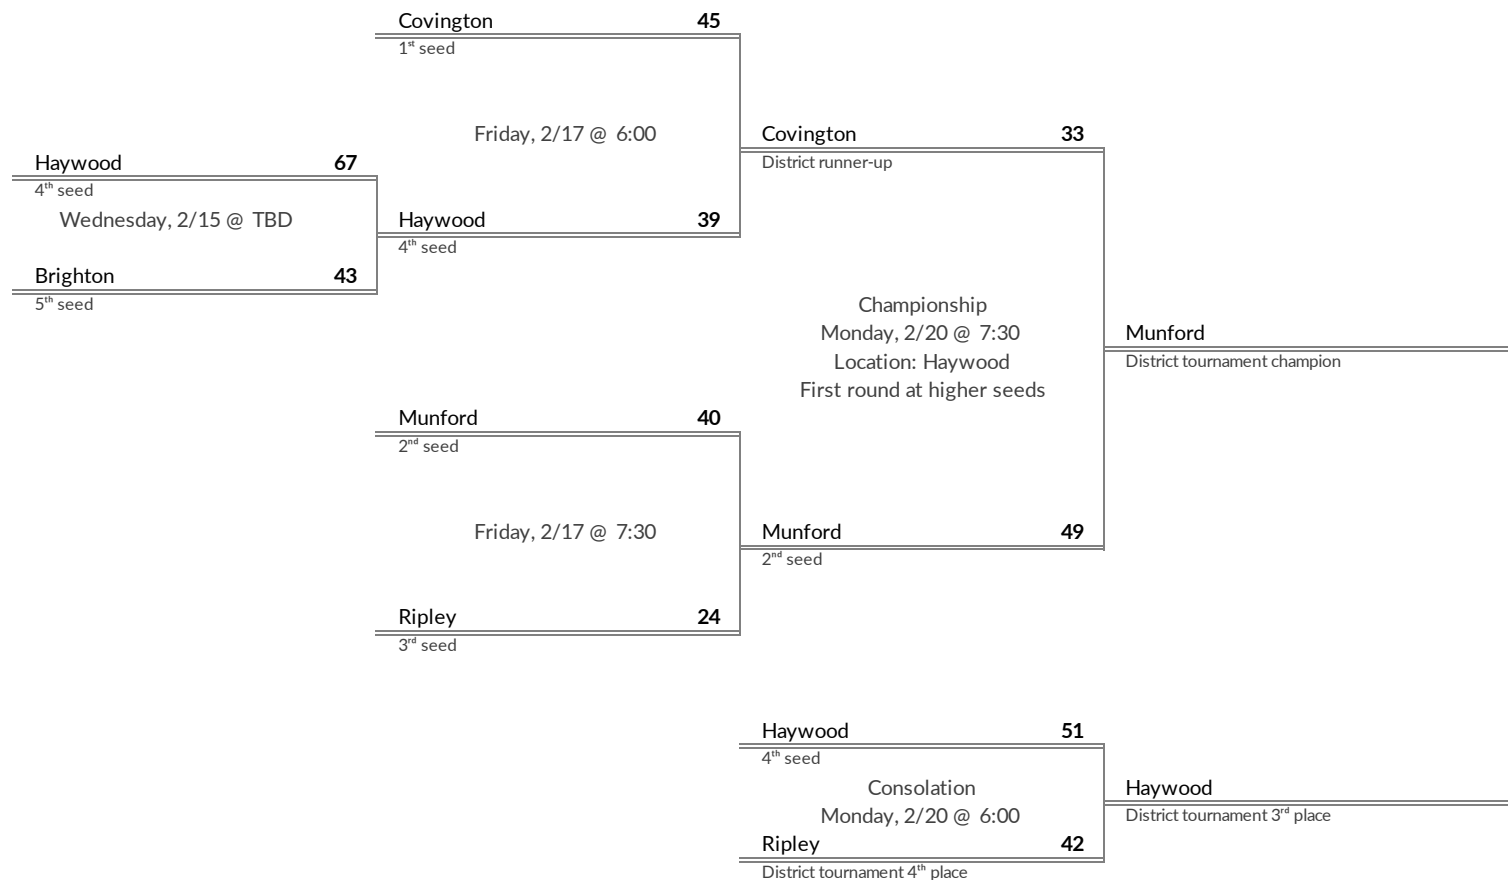 Covington 45
1st seed
Friday, 2/17 @ 6:00
Haywood 67
4th seed
Wednesday, 2/15 @ TBD
Brighton 43
5th seed
Haywood 39
4th seed
Covington 33
District runner-up
Championship
Monday, 2/20 @ 7:30
Location: Haywood
First round at higher seeds
Munford
District tournament champion
Munford 40
2nd seed
Friday, 2/17 @ 7:30
Ripley 24
3rd seed
Munford 49
2nd seed
Haywood 51
4th seed
Consolation
Monday, 2/20 @ 6:00
Ripley 42
District tournament 4th place
Haywood
District tournament 3rd place